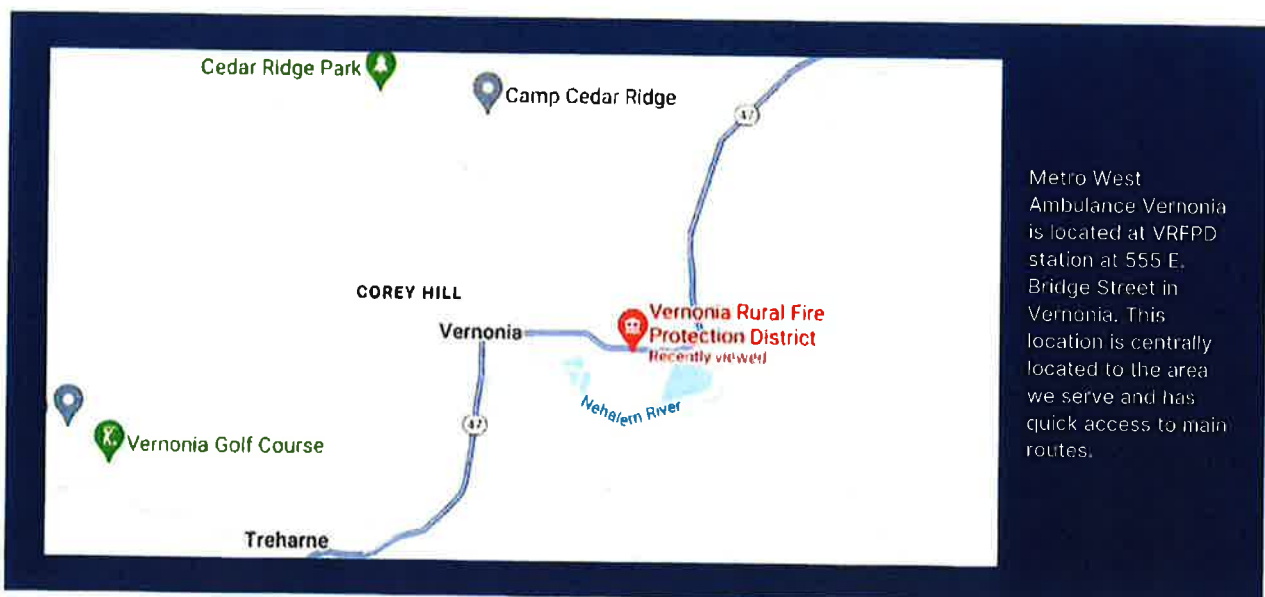 Cedar Ridge Park
Camp Cedar Ridge
47
COREY HILL
Vernonia
Vernonia Rural Fire
Protection District
Recently viewed
Nehalem River
47
Vernonia Golf Course
Treharne
Metro West
Ambulance Vernonia
is located at VRFPD
station at 555 E.
Bridge Street in
Vernonia. This
location is centrally
located to the area
we serve and has
quick access to main
routes.